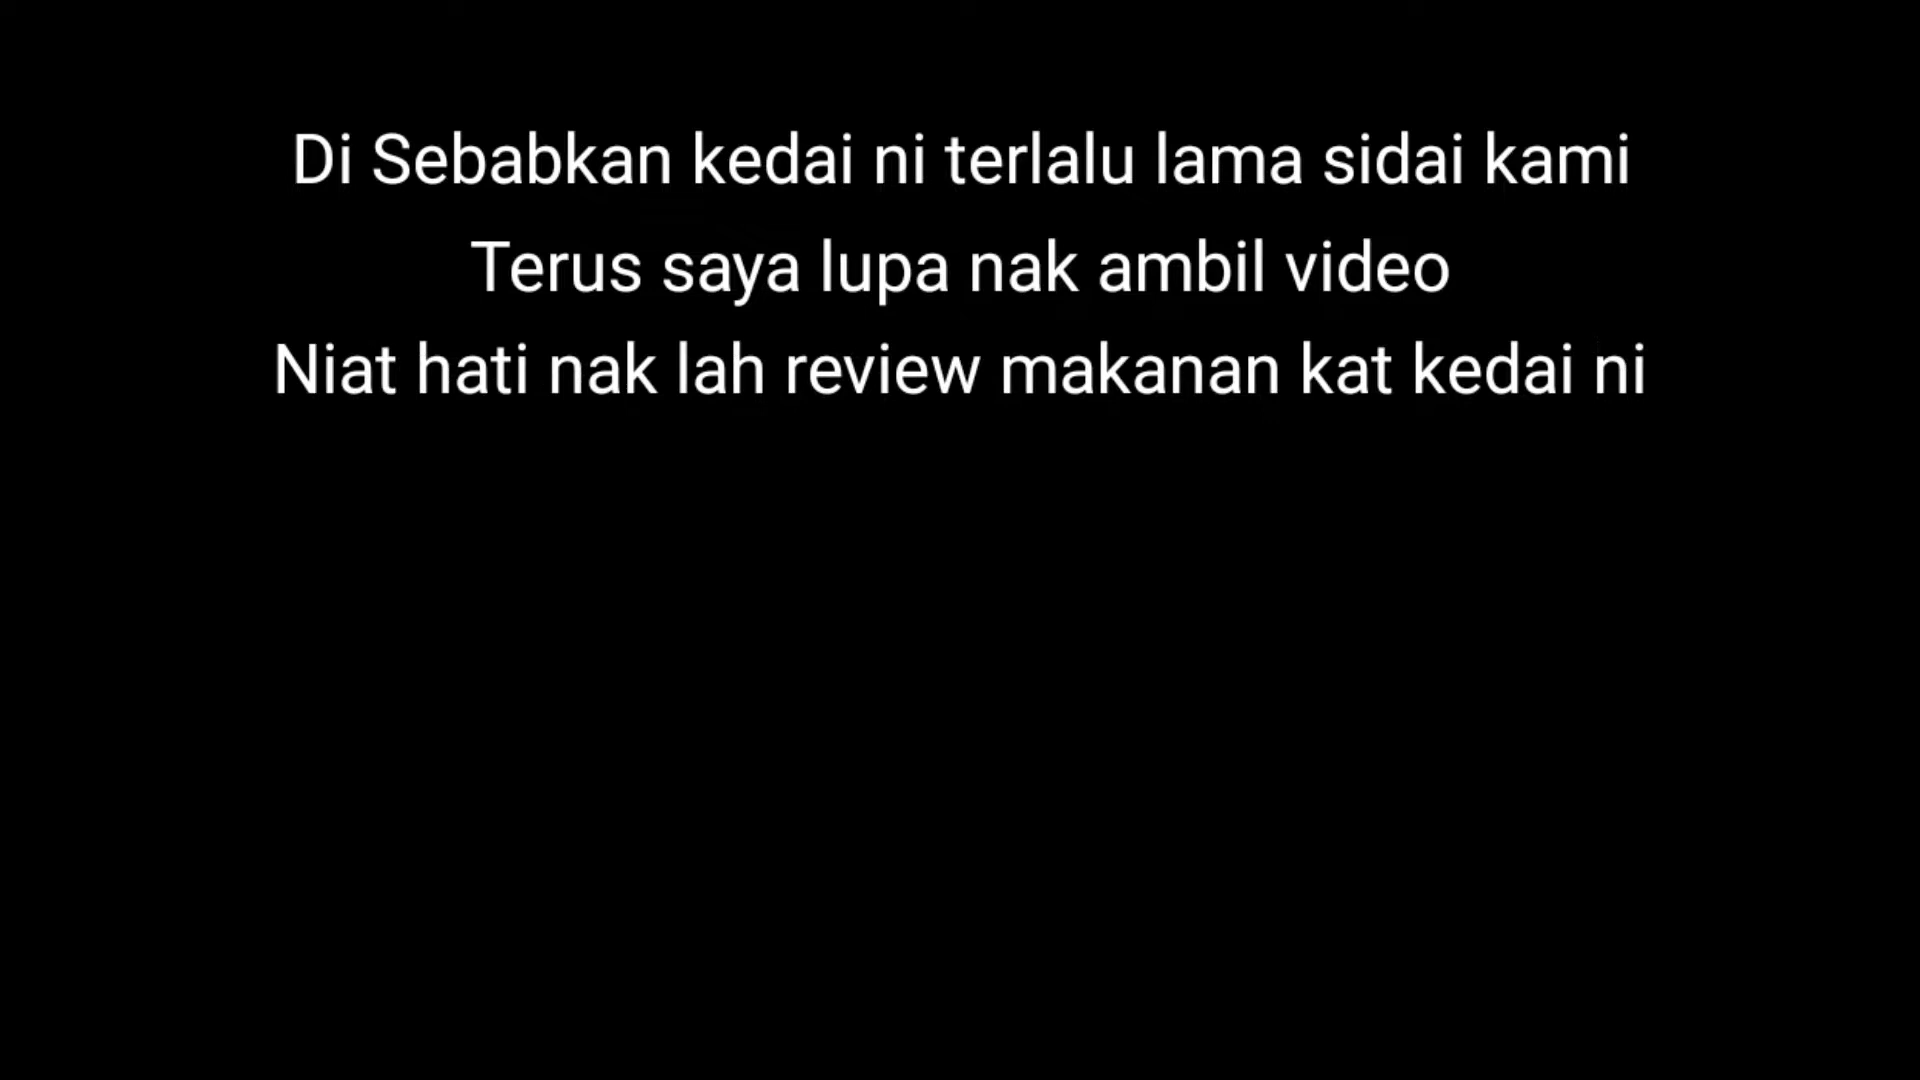 Di Sebabkan kedai ni terlalu lama sidai kami
Terus saya lupa nak ambil video
Niat hati nak lah review makanan kat kedai ni